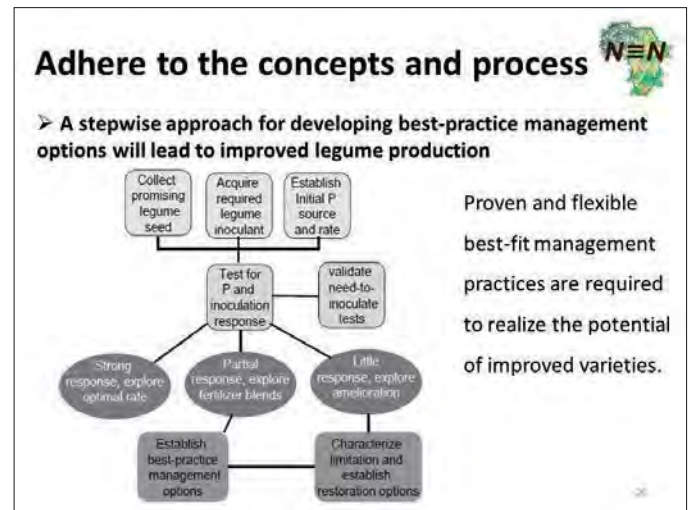 Adhere to the concepts and process
N≡N
➢ A stepwise approach for developing best-practice management
options will lead to improved legume production
Collect
promising
legume
seed
Acquire
required
legume
inoculant
Establish
Initial P
source
and rate
Test for
P and
inoculation
response
validate
need-to-
inoculate
tests
Strong
response, explore
optimal rate
Partial
response, explore
fertilizer blends
Little
response, explore
amelioration
Establish
best-practice
management
options
Characterize
limitation and
establish
restoration options
Proven and flexible
best-fit management
practices are required
to realize the potential
of improved varieties.